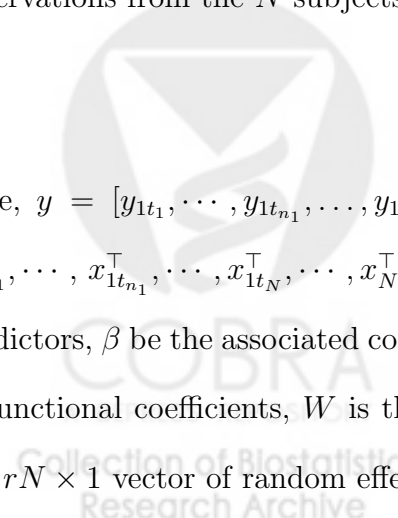 ervations from the N subjects
e, y = [y_{1t_1}, ⋯ , y_{1t_{n_1}}, …, y_1
_1, ⋯ , x^⊤_{1t_{n_1}}, ⋯ , x^⊤_{1t_N}, ⋯ , x^⊤_N
dictors, β be the associated co
COBRA
unctional coefficients, W is th
Collection of Biostatistic
rN × 1 vector of random effe
Research Archive